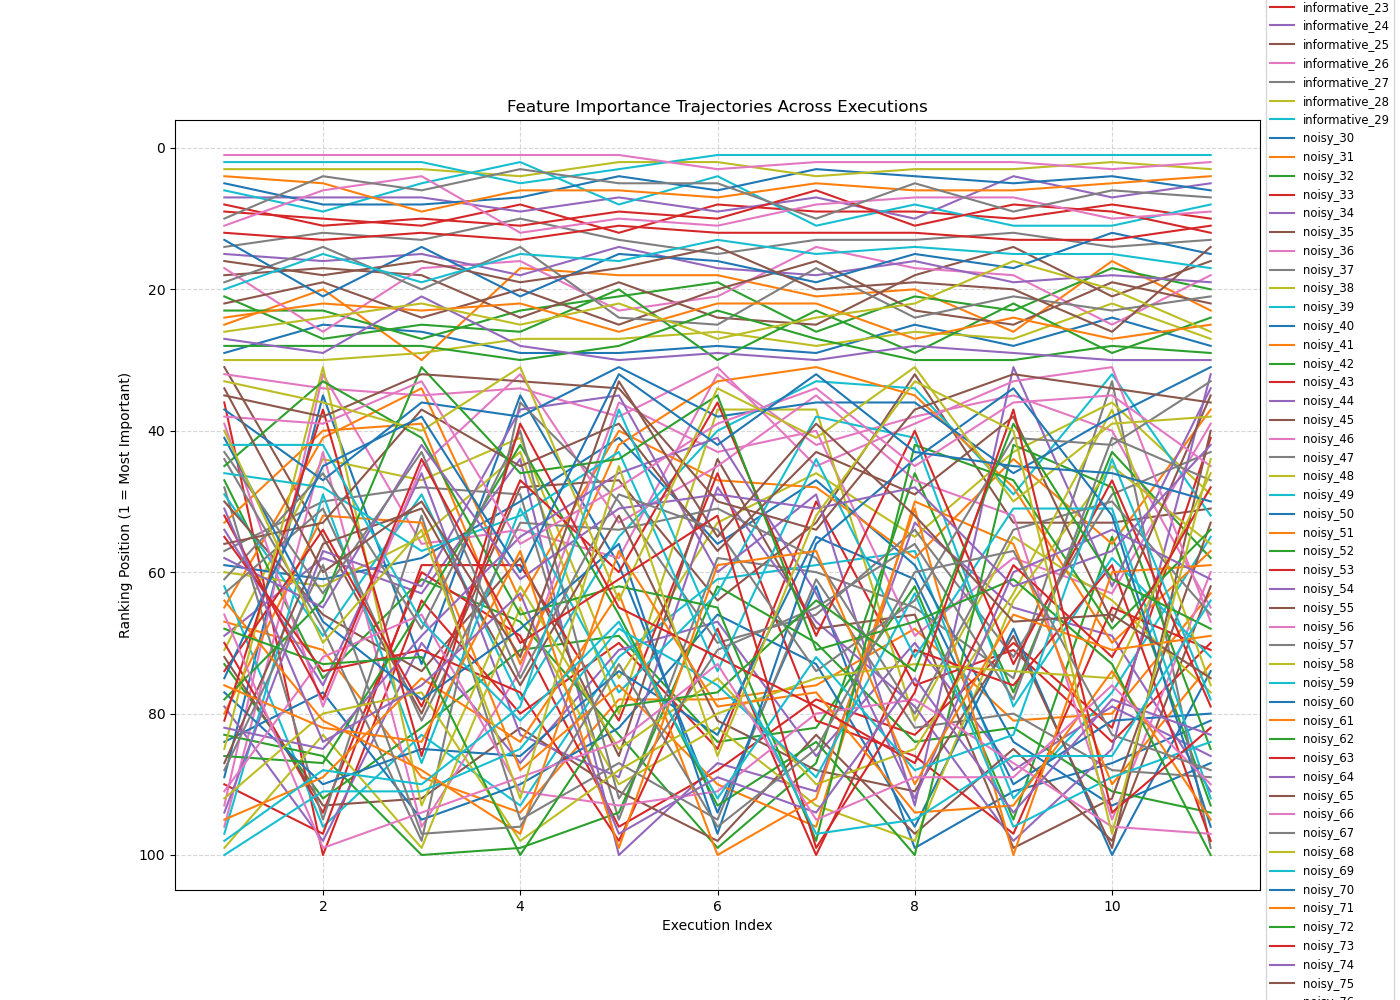 Feature Importance Trajectories Across Executions
Ranking Position (1 = Most Important)
0
20
40
60
80
100
2
4
6
8
10
Execution Index
informative_23
informative_24
informative_25
informative_26
informative_27
informative_28
informative_29
noisy_30
noisy_31
noisy_32
noisy_33
noisy_34
noisy_35
noisy_36
noisy_37
noisy_38
noisy_39
noisy_40
noisy_41
noisy_42
noisy_43
noisy_44
noisy_45
noisy_46
noisy_47
noisy_48
noisy_49
noisy_50
noisy_51
noisy_52
noisy_53
noisy_54
noisy_55
noisy_56
noisy_57
noisy_58
noisy_59
noisy_60
noisy_61
noisy_62
noisy_63
noisy_64
noisy_65
noisy_66
noisy_67
noisy_68
noisy_69
noisy_70
noisy_71
noisy_72
noisy_73
noisy_74
noisy_75